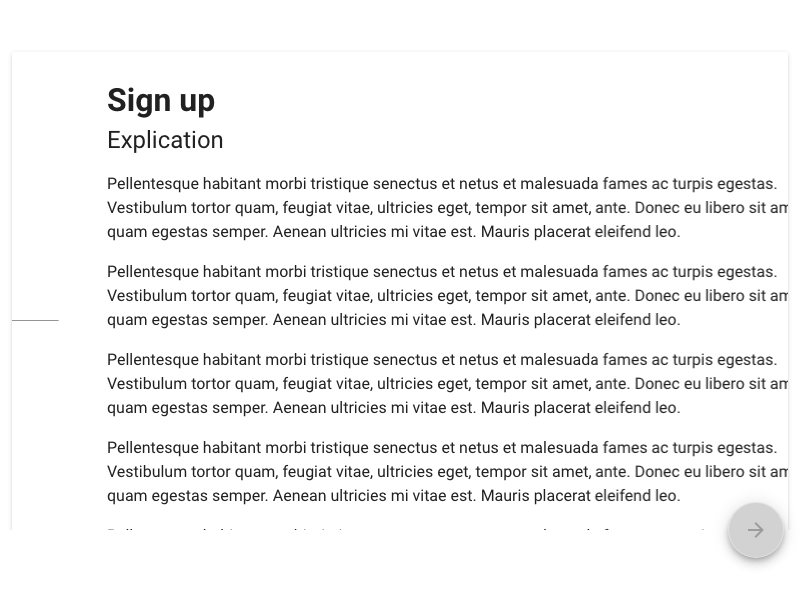 Sign up
Explication
Pellentesque habitant morbi tristique senectus et netus et malesuada fames ac turpis egestas.
Vestibulum tortor quam, feugiat vitae, ultricies eget, tempor sit amet, ante. Donec eu libero sit am
quam egestas semper. Aenean ultricies mi vitae est. Mauris placerat eleifend leo.
Pellentesque habitant morbi tristique senectus et netus et malesuada fames ac turpis egestas.
Vestibulum tortor quam, feugiat vitae, ultricies eget, tempor sit amet, ante. Donec eu libero sit am
quam egestas semper. Aenean ultricies mi vitae est. Mauris placerat eleifend leo.
Pellentesque habitant morbi tristique senectus et netus et malesuada fames ac turpis egestas.
Vestibulum tortor quam, feugiat vitae, ultricies eget, tempor sit amet, ante. Donec eu libero sit am
quam egestas semper. Aenean ultricies mi vitae est. Mauris placerat eleifend leo.
Pellentesque habitant morbi tristique senectus et netus et malesuada fames ac turpis egestas.
Vestibulum tortor quam, feugiat vitae, ultricies eget, tempor sit amet, ante. Donec eu libero sit am
quam egestas semper. Aenean ultricies mi vitae est. Mauris placerat eleifend leo.